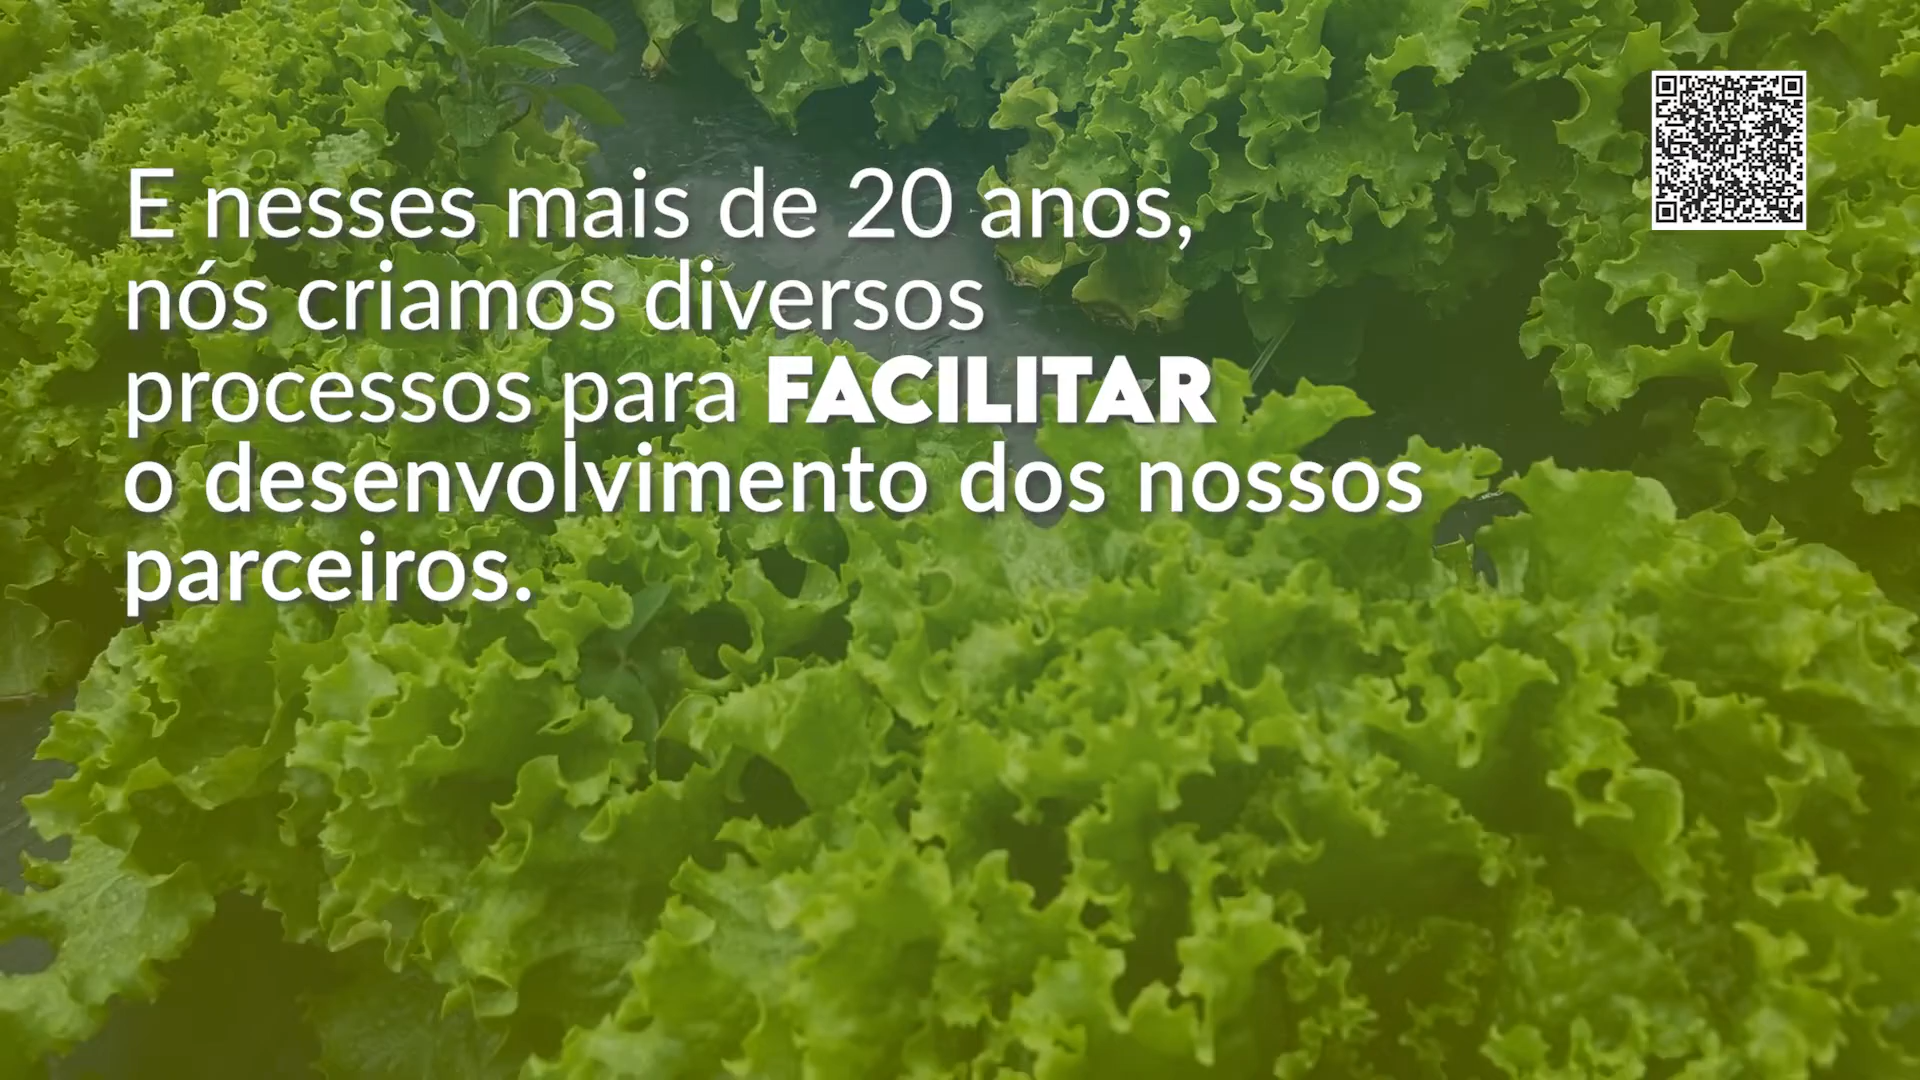 E nesses mais de 20 anos,
nós criamos diversos
processos para FACILITAR
o desenvolvimento dos nossos
parceiros.